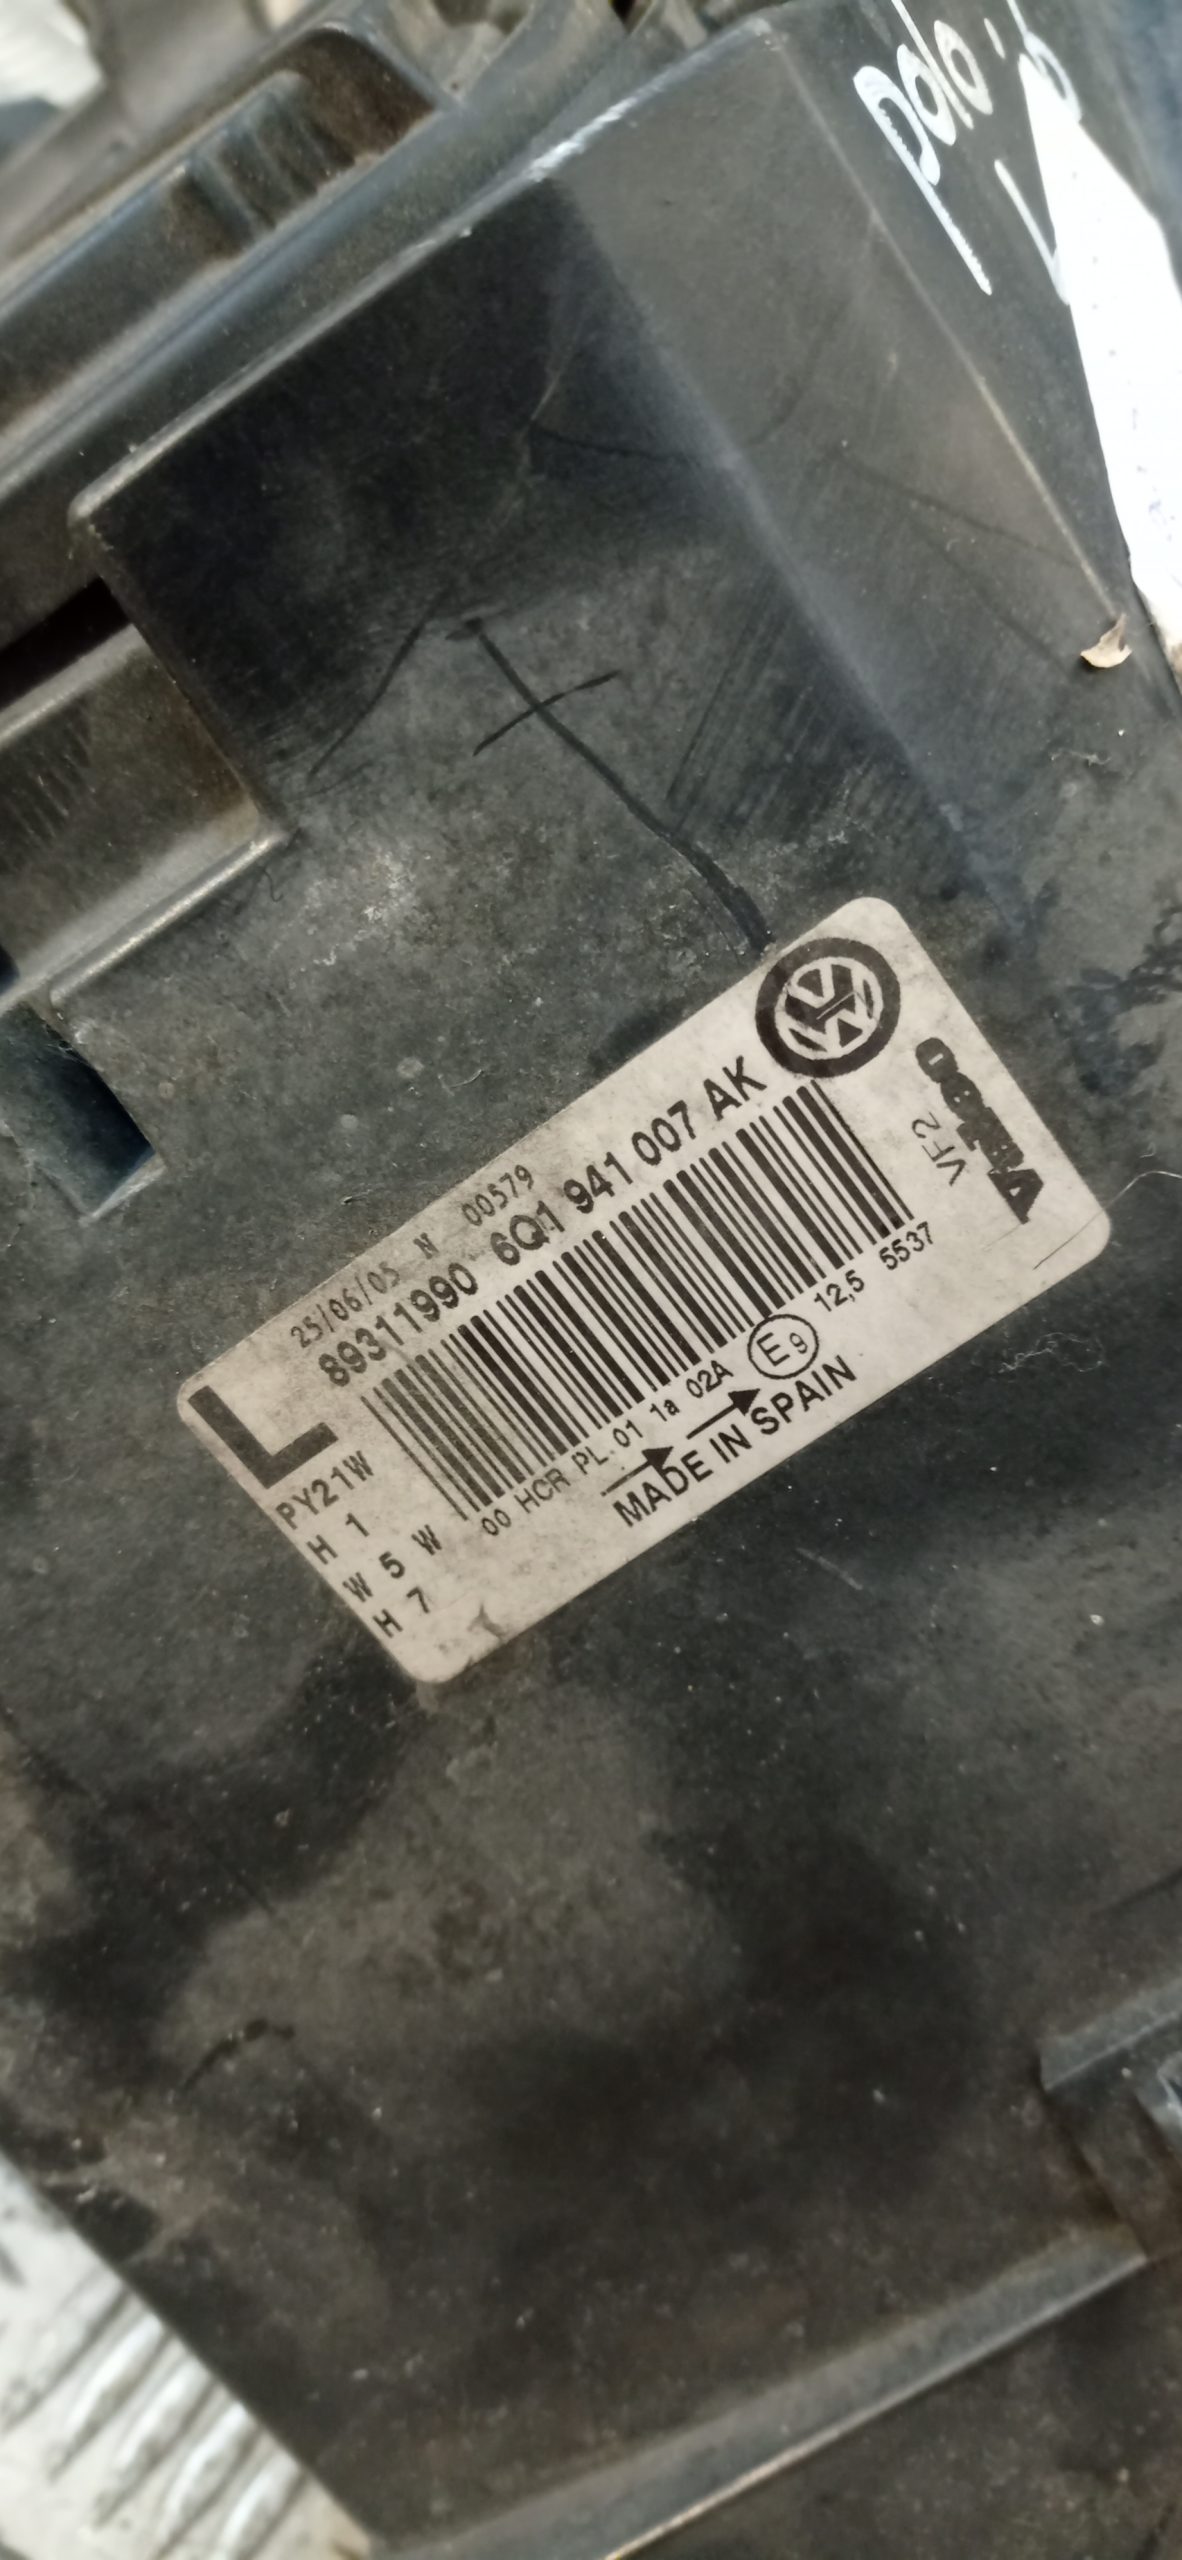 polo
25/06/05 N 00579
89311990 6Q1 941 007 AK
Valeo
VF2
L
PY21W
H 1
W 5 W
H 7
00 HCR PL 01 1a 02A E9 12,5 5537
MADE IN SPAIN